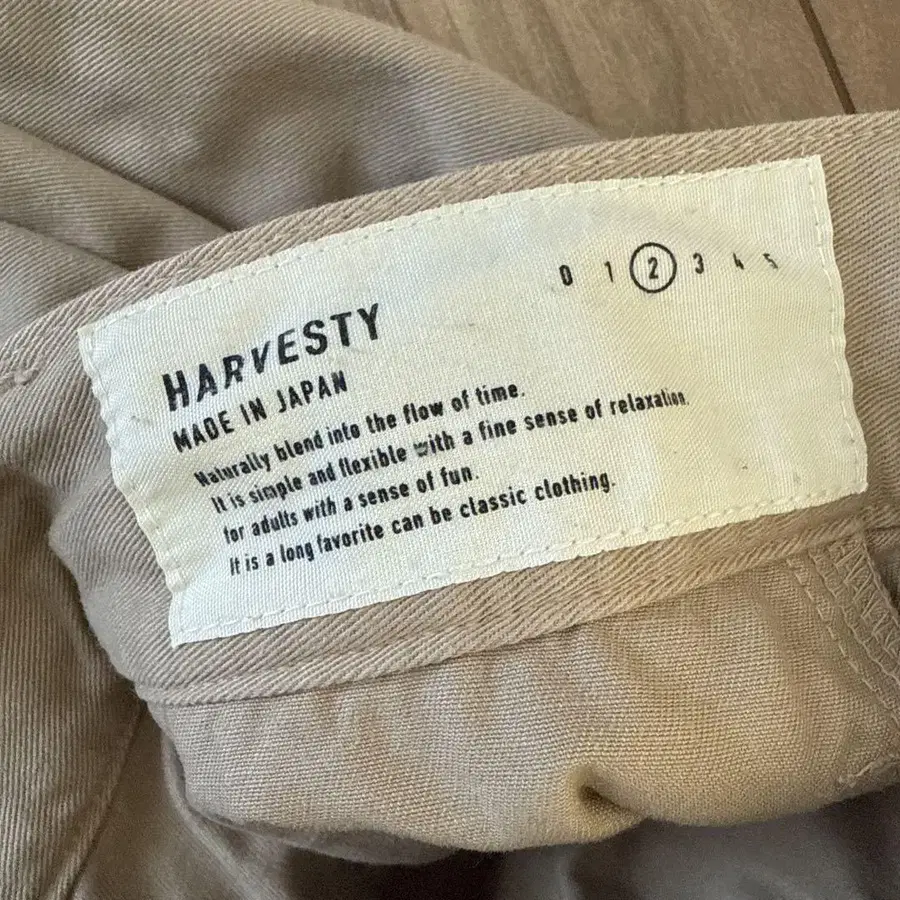 0 1 2 3 4 5
HARVESTY
MADE IN JAPAN
Naturally blend into the flow of time.
It is simple and flexible with a fine sense of relaxation.
for adults with a sense of fun.
It is a long favorite can be classic clothing.